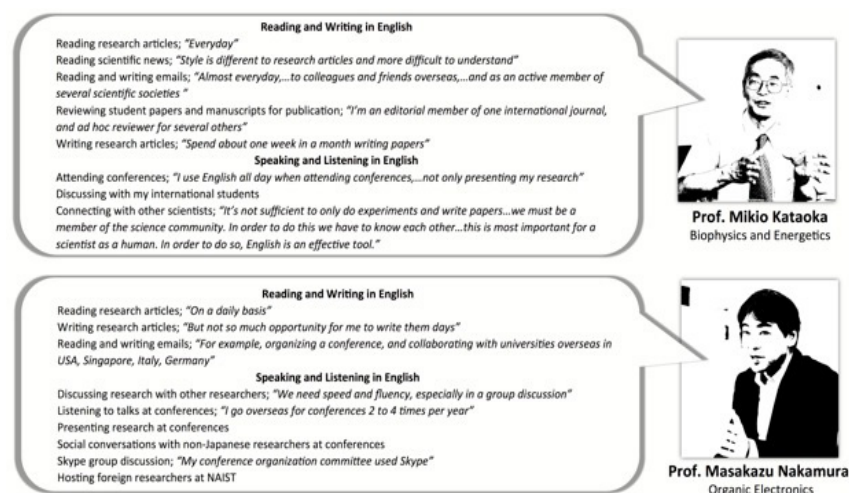 Reading and Writing in English
Reading research articles; "Everyday"
Reading scientific news; "Style is different to research articles and more difficult to understand"
Reading and writing emails; "Almost everyday,...to colleagues and friends overseas,...and as an active member of
several scientific societies "
Reviewing student papers and manuscripts for publication; "I'm an editorial member of one international journal,
and ad hoc reviewer for several others"
Writing research articles; "Spend about one week in a month writing papers"
Speaking and Listening in English
Attending conferences; "I use English all day when attending conferences,...not only presenting my research"
Discussing with my international students
Connecting with other scientists; "It's not sufficient to only do experiments and write papers...we must be a
member of the science community. In order to do this we have to know each other...this is most important for a
scientist as a human. In order to do so, English is an effective tool."
Prof. Mikio Kataoka
Biophysics and Energetics
Reading and Writing in English
Reading research articles; "On a daily basis"
Writing research articles; "But not so much opportunity for me to write them days"
Reading and writing emails; "For example, organizing a conference, and collaborating with universities overseas in
USA, Singapore, Italy, Germany"
Speaking and Listening in English
Discussing research with other researchers; "We need speed and fluency, especially in a group discussion"
Listening to talks at conferences; "I go overseas for conferences 2 to 4 times per year"
Presenting research at conferences
Social conversations with non-Japanese researchers at conferences
Skype group discussion; "My conference organization committee used Skype"
Hosting foreign researchers at NAIST
Prof. Masakazu Nakamura
Organic Electronics